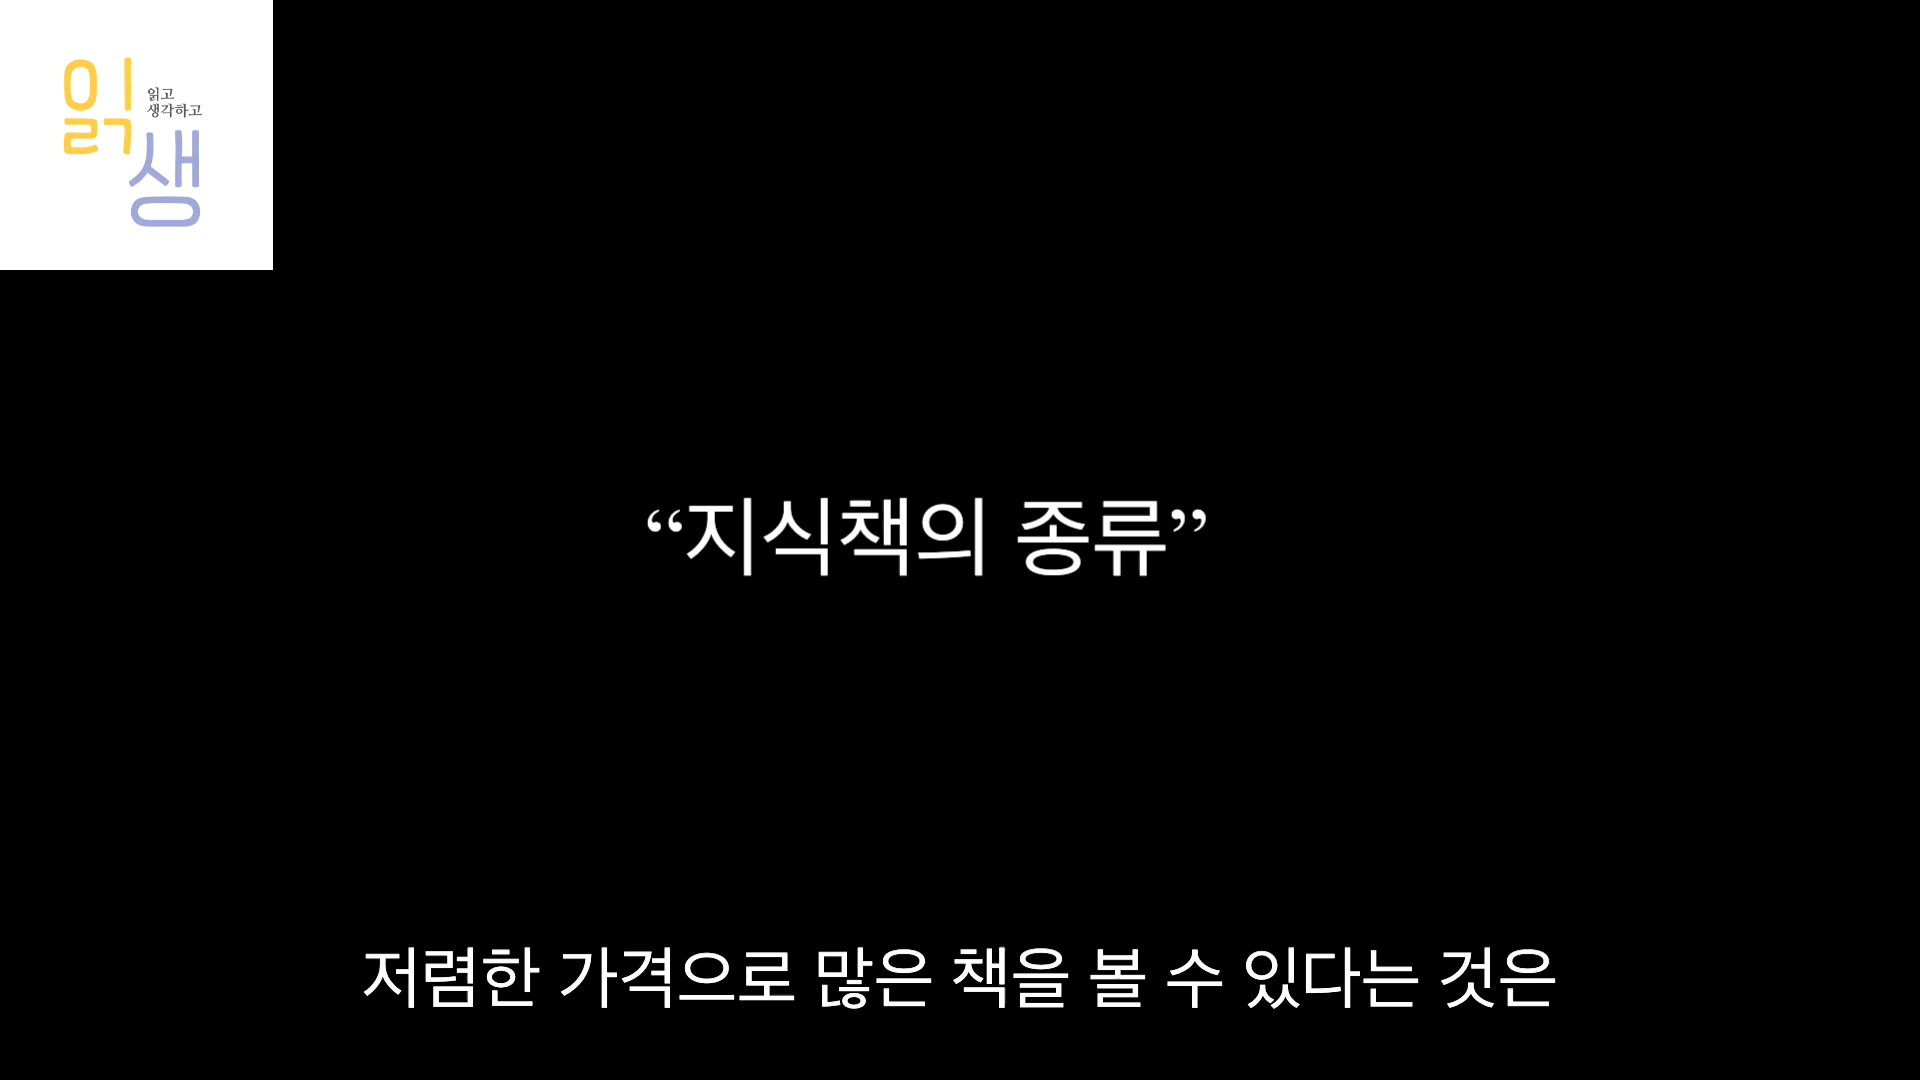 읽
읽고
생각하고
생
“지식책의 종류”
저렴한 가격으로 많은 책을 볼 수 있다는 것은